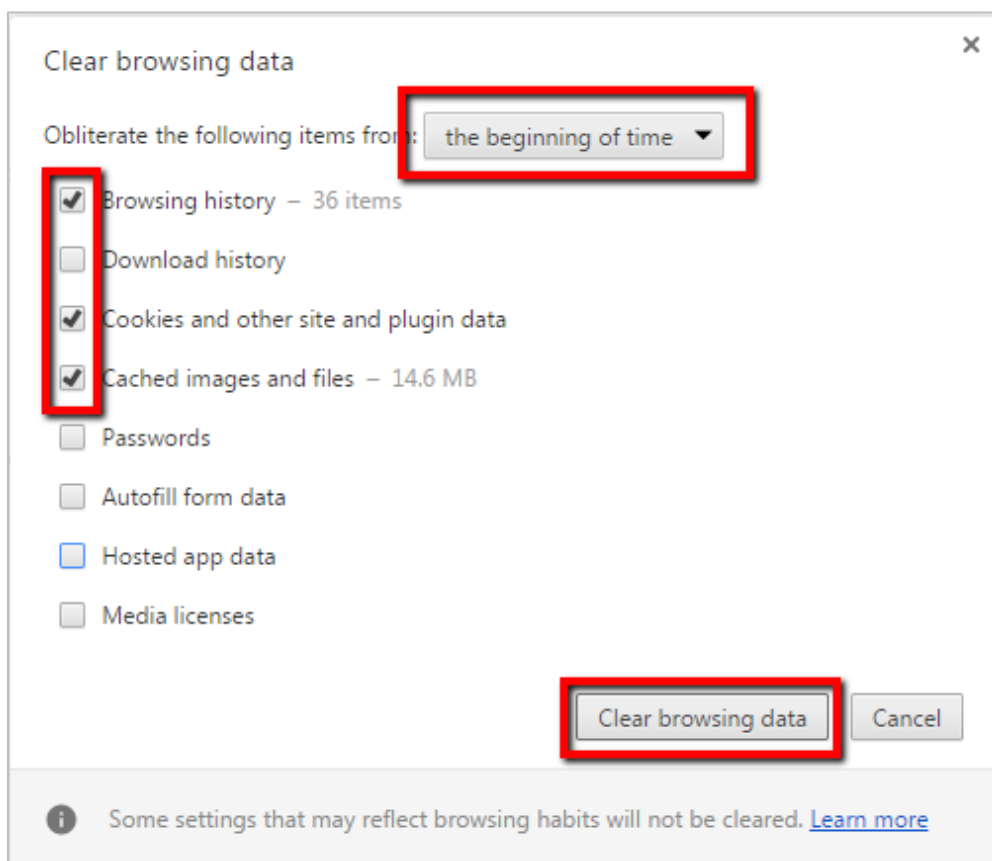 Clear browsing data
Obliterate the following items from: the beginning of time
Browsing history – 36 items
Download history
Cookies and other site and plugin data
Cached images and files – 14.6 MB
Passwords
Autofill form data
Hosted app data
Media licenses
Clear browsing data Cancel
Some settings that may reflect browsing habits will not be cleared. Learn more